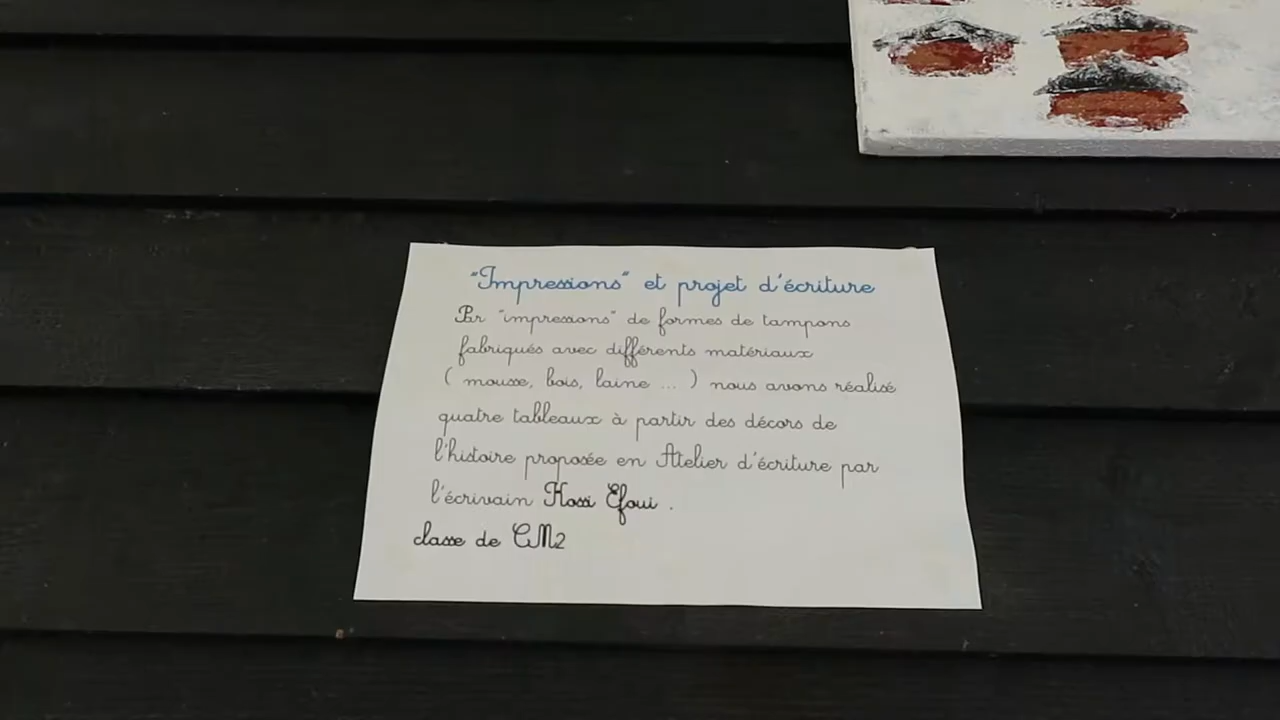 "Impressions" et projet d'écriture
Par "impressions" de formes de tampons
fabriqués avec différents matériaux
( mousse, bois, laine ... ) nous avons réalisé
quatre tableaux à partir des décors de
l'histoire proposée en Atelier d'écriture par
l'écrivain Kossi Efoui .
classe de CM2